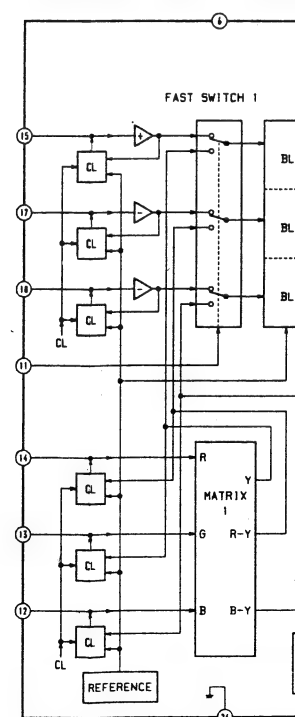 6
FAST SWITCH 1
15
+
CL
BL
17
-
CL
BL
18
-
CL
BL
CL
11
14
R
Y
CL
MATRIX
1
13
G
R-Y
CL
12
B
B-Y
CL
CL
REFERENCE